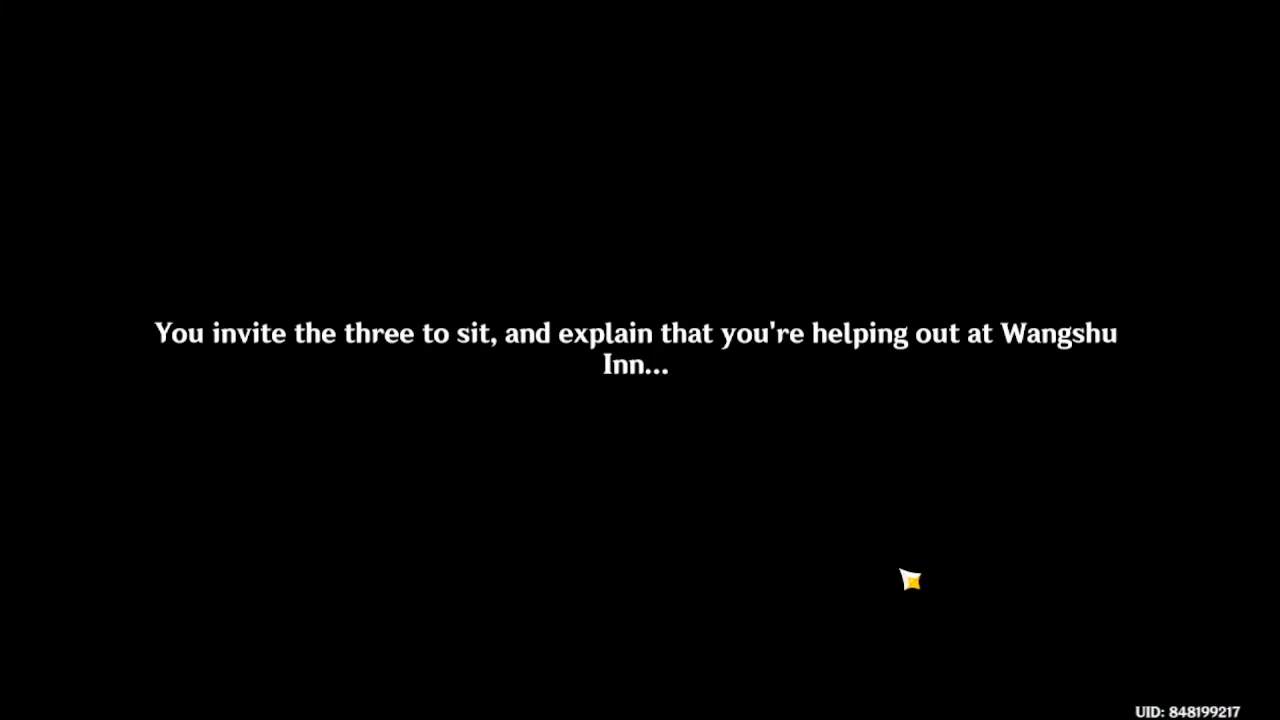 You invite the three to sit, and explain that you're helping out at Wangshu
Inn...
UID: 848199217